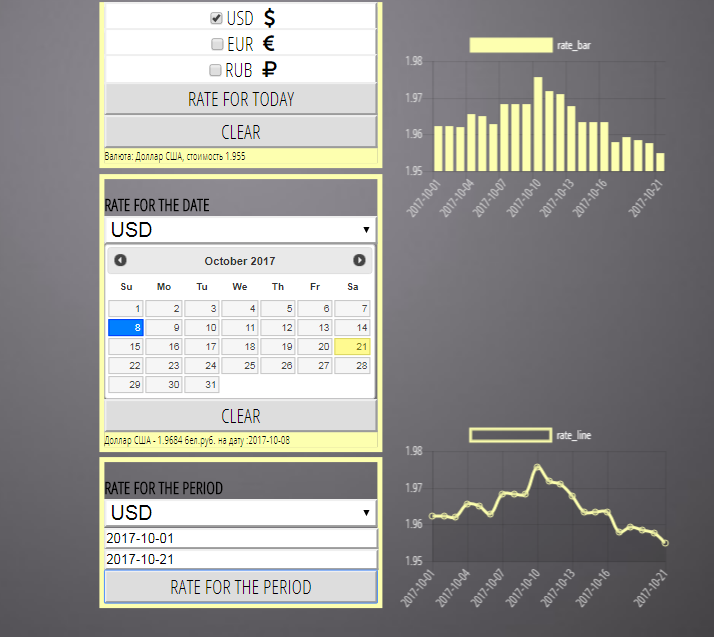 USD $
EUR €
RUB ₽
RATE FOR TODAY
CLEAR
Валюта: Доллар США, стоимость 1.955
RATE FOR THE DATE
USD
October 2017
Su Mo Tu We Th Fr Sa
1 2 3 4 5 6 7
8 9 10 11 12 13 14
15 16 17 18 19 20 21
22 23 24 25 26 27 28
29 30 31
CLEAR
Доллар США - 1.9684 бел.руб. на дату :2017-10-08
RATE FOR THE PERIOD
USD
2017-10-01
2017-10-21
RATE FOR THE PERIOD
rate_bar
1.98
1.97
1.96
1.95
2017-10-01 2017-10-04 2017-10-07 2017-10-10 2017-10-13 2017-10-16 2017-10-21
rate_line
1.98
1.97
1.96
1.95
2017-10-01 2017-10-04 2017-10-07 2017-10-10 2017-10-13 2017-10-16 2017-10-21